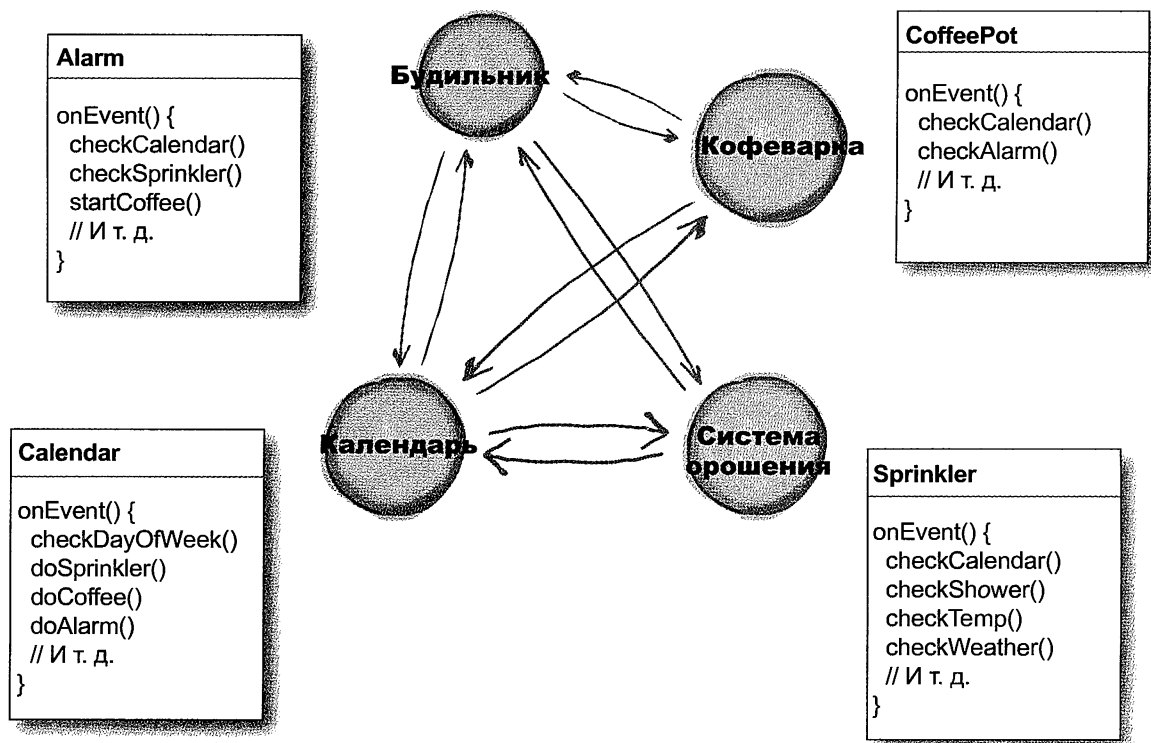 Alarm
onEvent() {
checkCalendar()
checkSprinkler()
startCoffee()
// И т. д.
}
Будильник
Кофеварка
CoffeePot
onEvent() {
checkCalendar()
checkAlarm()
// И т. д.
}
Calendar
onEvent() {
checkDayOfWeek()
doSprinkler()
doCoffee()
doAlarm()
// И т. д.
}
Календарь
Система
орошения
Sprinkler
onEvent() {
checkCalendar()
checkShower()
checkTemp()
checkWeather()
// И т. д.
}